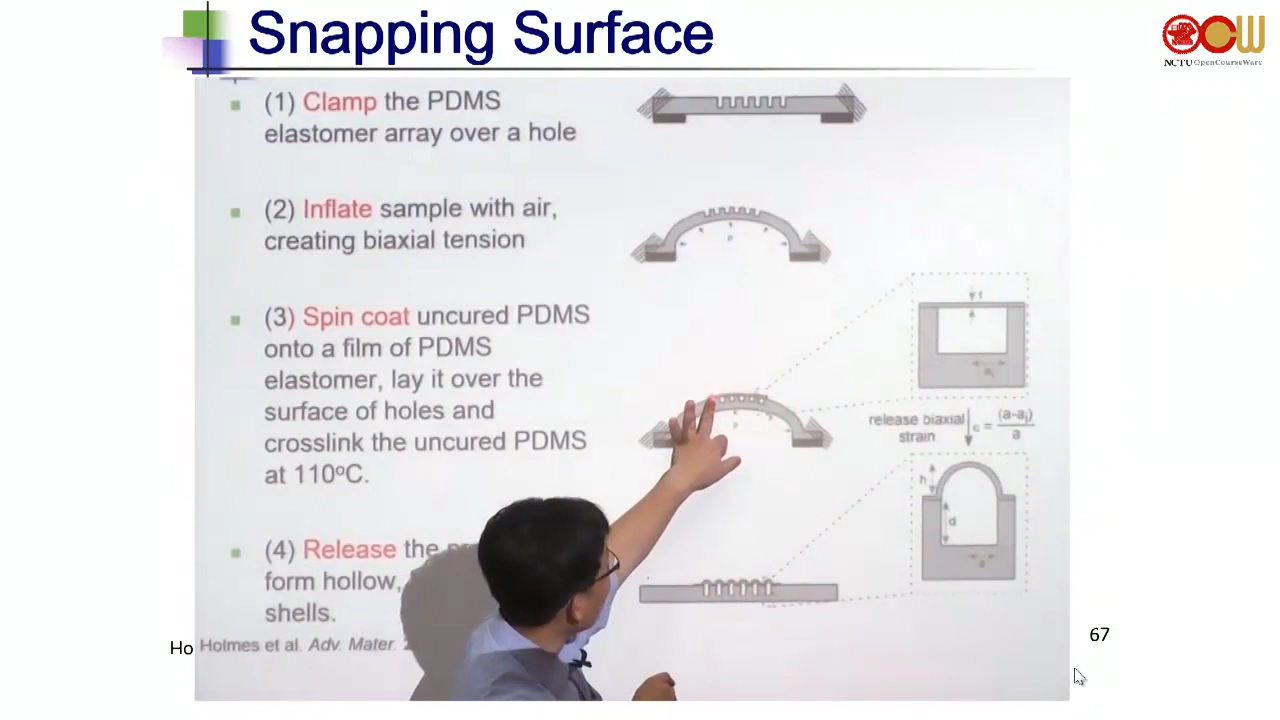 Snapping Surface
NCTU OpenCourseWare
(1) Clamp the PDMS
elastomer array over a hole
(2) Inflate sample with air,
creating biaxial tension
p
(3) Spin coat uncured PDMS
onto a film of PDMS
elastomer, lay it over the
surface of holes and
crosslink the uncured PDMS
at 110oC.
p
t
release biaxial
strain
(a-ai)
a
h
d
a
(4) Release the
form hollow,
shells.
Ho
Holmes et al. Adv. Mater.
67